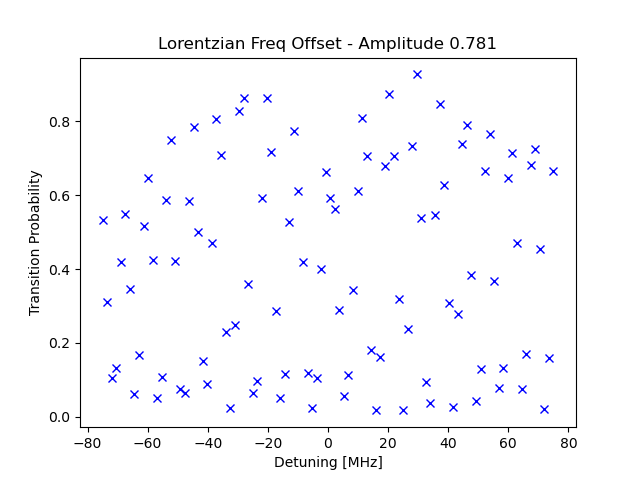 Lorentzian Freq Offset - Amplitude 0.781
Transition Probability
0.8
0.6
0.4
0.2
0.0
−80 −60 −40 −20 0 20 40 60 80
Detuning [MHz]